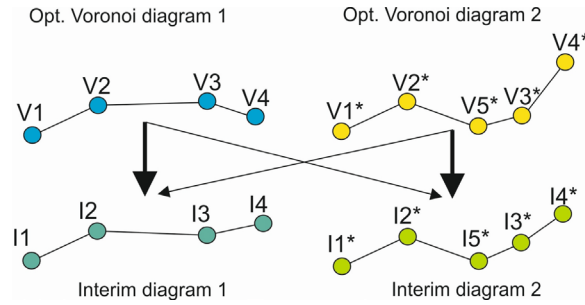 Opt. Voronoi diagram 1
Opt. Voronoi diagram 2
V1
V2
V3
V4
V1*
V2*
V5*
V3*
V4*
I1
I2
I3
I4
I1*
I2*
I5*
I3*
I4*
Interim diagram 1
Interim diagram 2